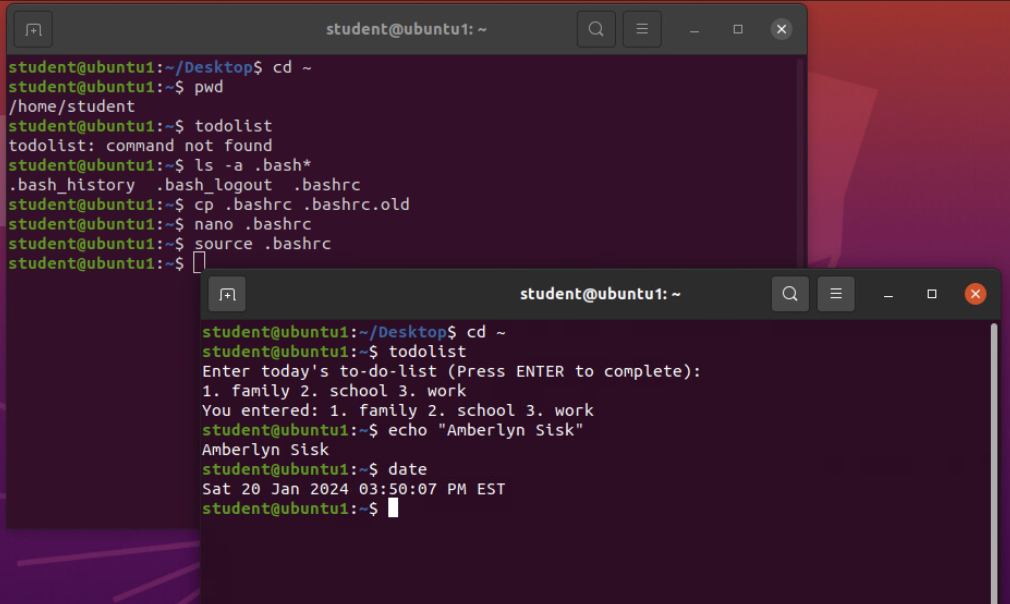 student@ubuntu1: ~
student@ubuntu1:~/Desktop$ cd ~
student@ubuntu1:~$ pwd
/home/student
student@ubuntu1:~$ todolist
todolist: command not found
student@ubuntu1:~$ ls -a .bash*
.bash_history  .bash_logout  .bashrc
student@ubuntu1:~$ cp .bashrc .bashrc.old
student@ubuntu1:~$ nano .bashrc
student@ubuntu1:~$ source .bashrc
student@ubuntu1:~$
student@ubuntu1: ~
student@ubuntu1:~/Desktop$ cd ~
student@ubuntu1:~$ todolist
Enter today's to-do-list (Press ENTER to complete):
1. family 2. school 3. work
You entered: 1. family 2. school 3. work
student@ubuntu1:~$ echo "Amberlyn Sisk"
Amberlyn Sisk
student@ubuntu1:~$ date
Sat 20 Jan 2024 03:50:07 PM EST
student@ubuntu1:~$